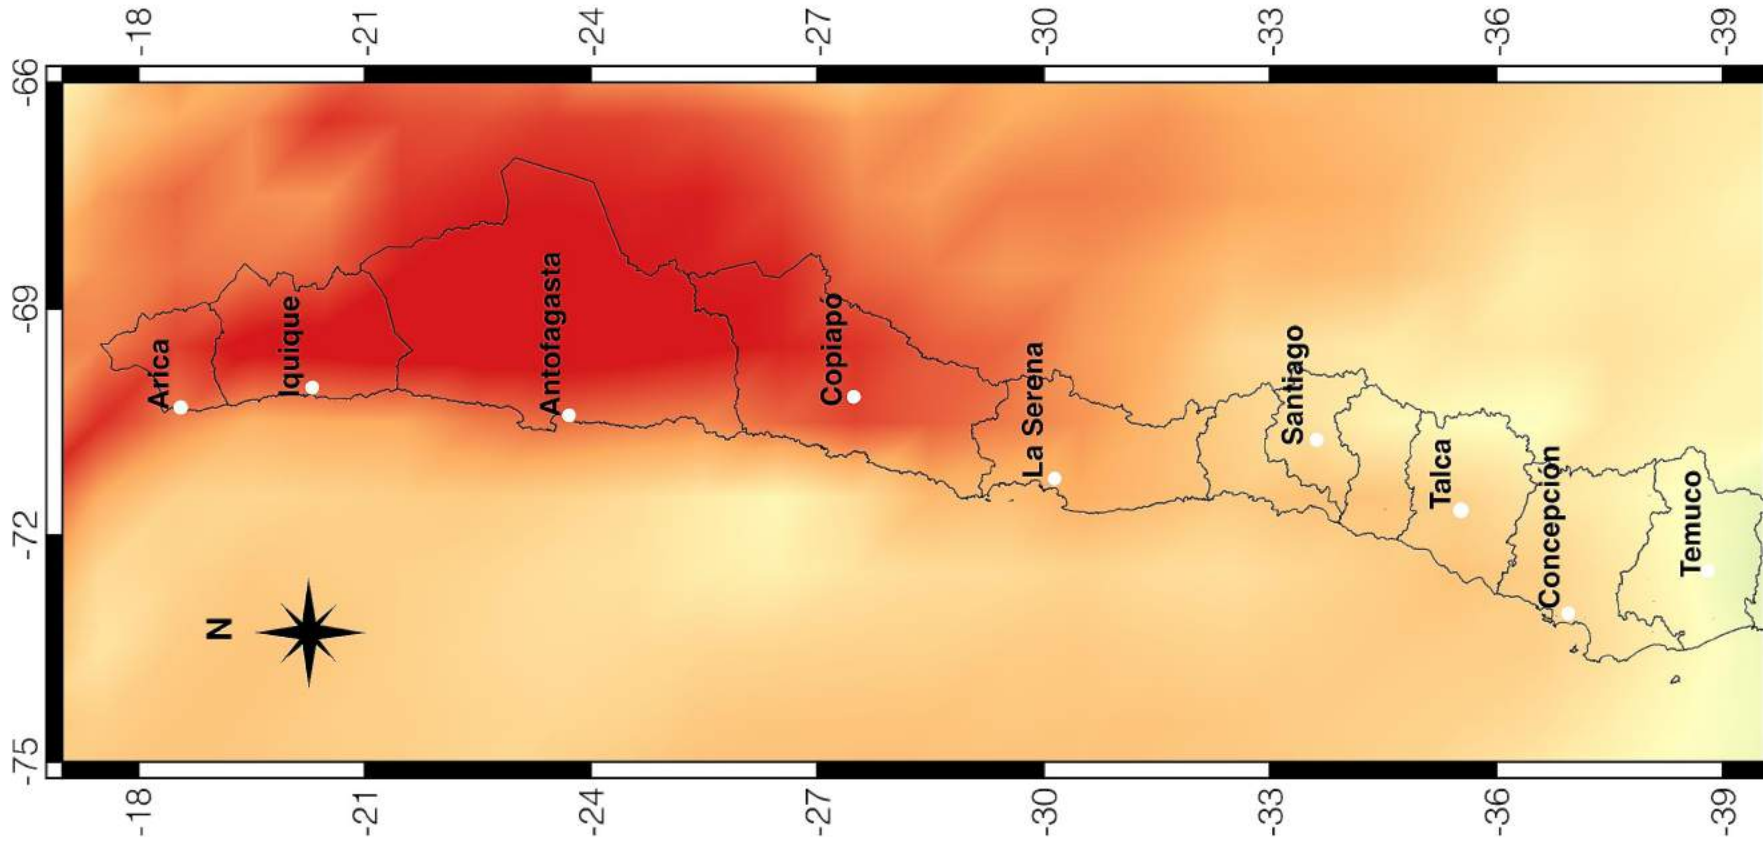 -18
-21
-24
-27
-30
-33
-36
-39
-66
-69
-72
-75
Arica
Iquique
Antofagasta
Copiapó
La Serena
Santiago
Talca
Concepción
Temuco
N
-18
-21
-24
-27
-30
-33
-36
-39